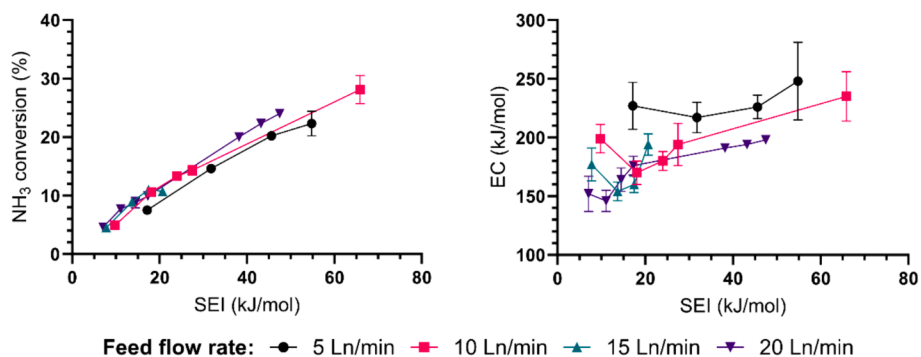 NH₃ conversion (%)
40
30
20
10
0
0 20 40 60 80
SEI (kJ/mol)
EC (kJ/mol)
300
250
200
150
100
0 20 40 60 80
SEI (kJ/mol)
Feed flow rate: 5 Ln/min 10 Ln/min 15 Ln/min 20 Ln/min